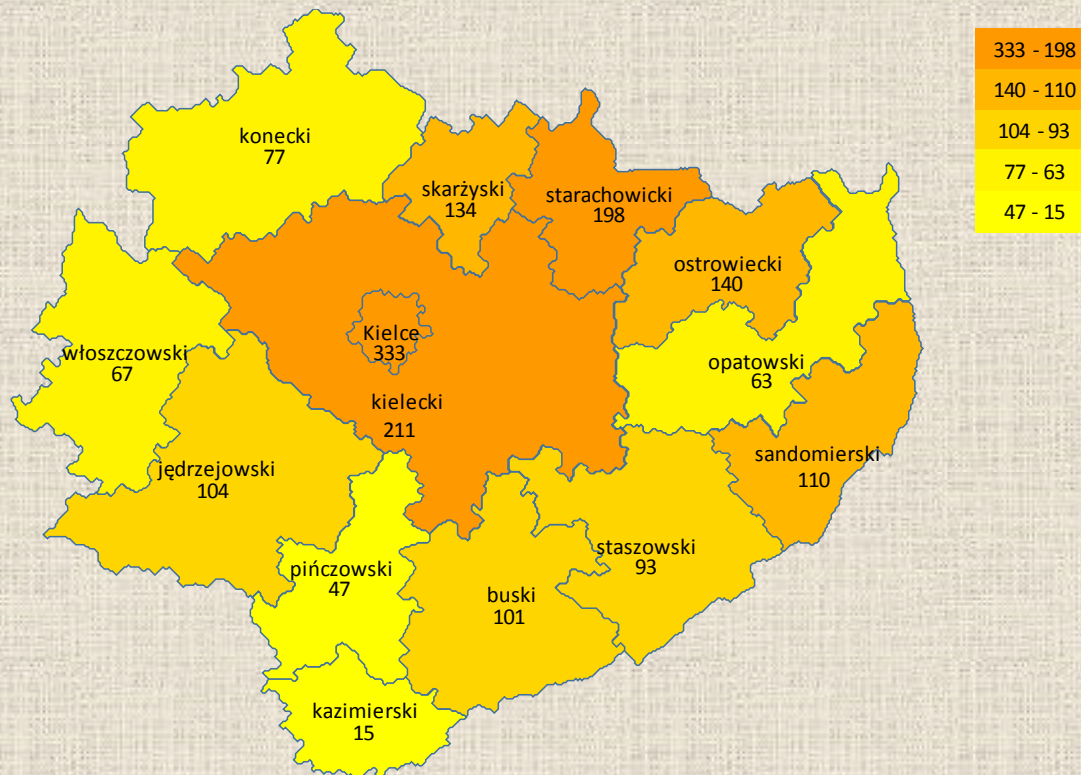 333 - 198
140 - 110
104 - 93
77 - 63
47 - 15
konecki
77
skarżyski
134
starachowicki
198
ostrowiecki
140
Kielce
333
włoszczowski
67
opatowski
63
kielecki
211
sandomierski
110
jędrzejowski
104
staszowski
93
pińczowski
47
buski
101
kazimierski
15